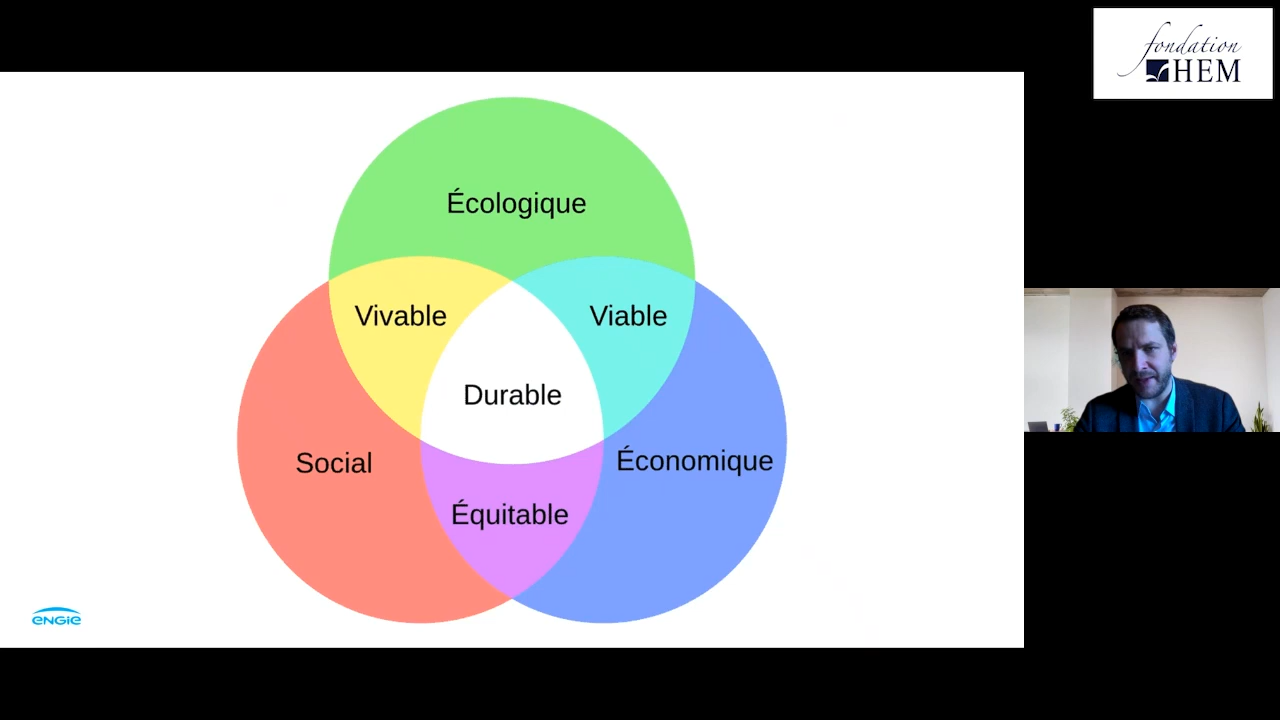 fondation
HEM
Écologique
Vivable
Viable
Durable
Social
Économique
Équitable
ENGIE